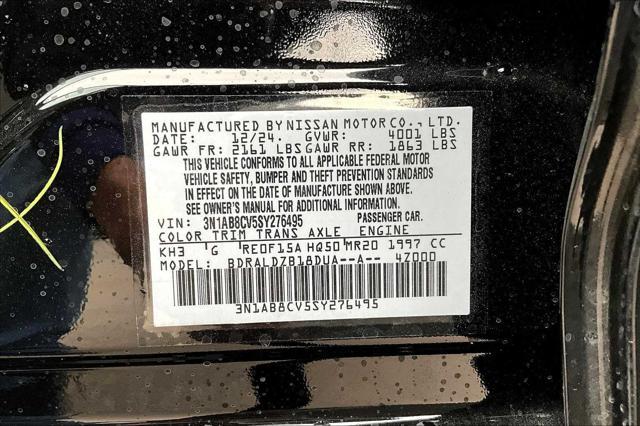 MANUFACTURED BY NISSAN MOTOR CO., LTD.
DATE: 12/24. GVWR: 4001 LBS
GAWR FR: 2161 LBS GAWR RR: 1863 LBS
THIS VEHICLE CONFORMS TO ALL APPLICABLE FEDERAL MOTOR
VEHICLE SAFETY, BUMPER AND THEFT PREVENTION STANDARDS
IN EFFECT ON THE DATE OF MANUFACTURE SHOWN ABOVE.
SEE OWNER'S MANUAL FOR ADDITIONAL INFORMATION.
VIN: 3N1AB8CV5SY276495 PASSENGER CAR.
COLOR TRIM TRANS AXLE ENGINE
KH3 'G 'RE0F15A HQ50'MR20 1997 CC
MODEL: BDRALDZB18DUA--A-- 4Z000
3N1AB8CV5SY276495